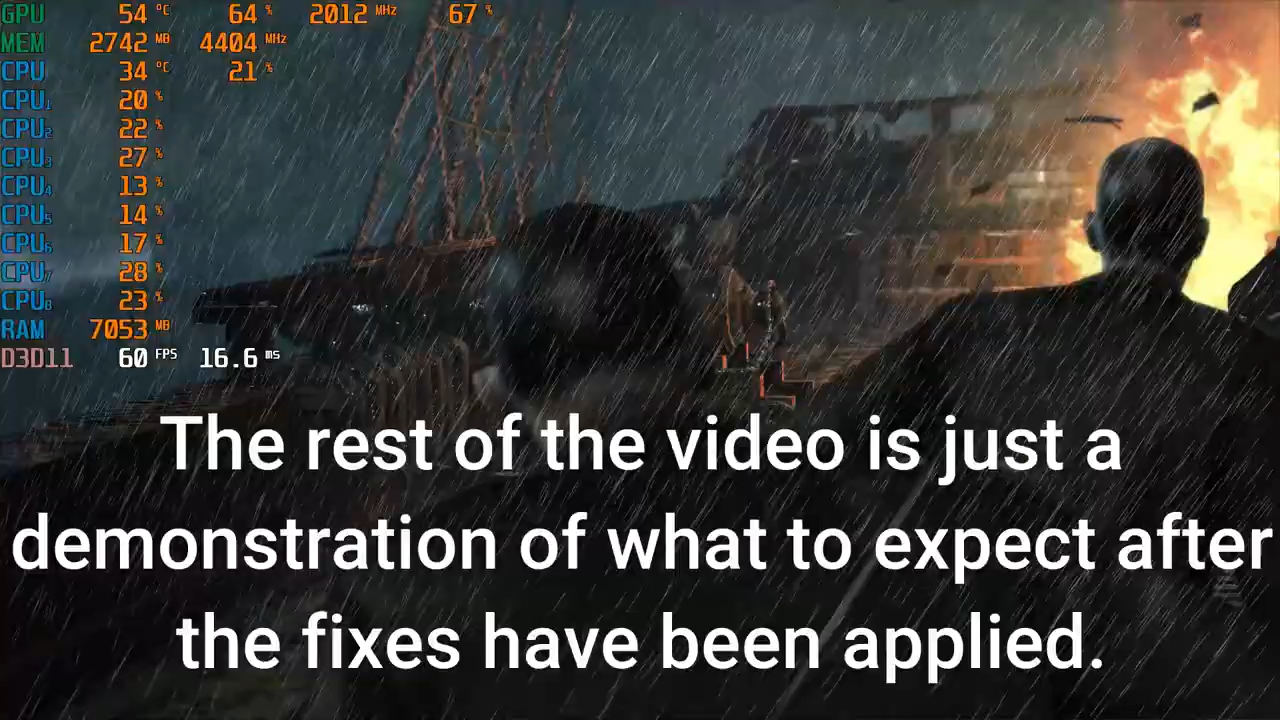 GPU 54 °C 64 % 2012 MHz 67 %
MEM 2742 MB 4404 MHz
CPU 34 °C 21 %
CPU1 20 %
CPU2 22 %
CPU3 27 %
CPU4 13 %
CPU5 14 %
CPU6 17 %
CPU7 28 %
CPU8 23 %
RAM 7053 MB
D3D11 60 FPS 16.6 ms
The rest of the video is just a
demonstration of what to expect after
the fixes have been applied.